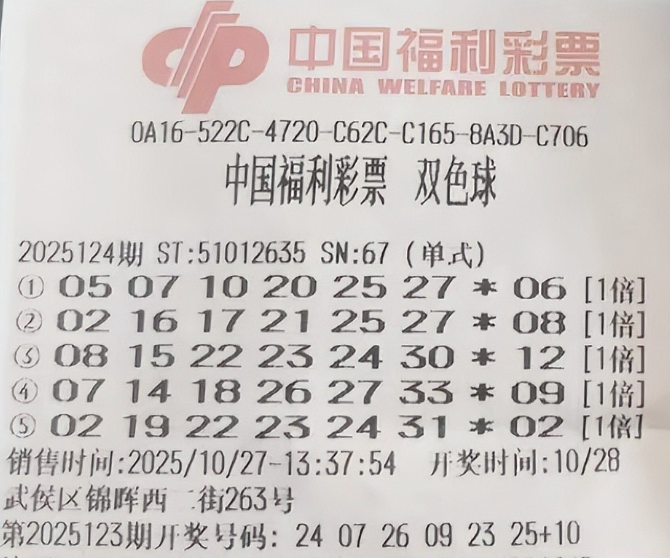 中国福利彩票
CHINA WELFARE LOTTERY
0A16-522C-4720-C62C-C165-8A3D-C706
中国福利彩票 双色球
2025124期 ST:51012635 SN:67 (单式)
① 05 07 10 20 25 27 * 06 [1倍]
② 02 16 17 21 25 27 * 08 [1倍]
③ 08 15 22 23 24 30 * 12 [1倍]
④ 07 14 18 26 27 33 * 09 [1倍]
⑤ 02 19 22 23 24 31 * 02 [1倍]
销售时间:2025/10/27-13:37:54 开奖时间:10/28
武侯区锦晖西二街263号
第2025123期开奖号码: 24 07 26 09 23 25+10